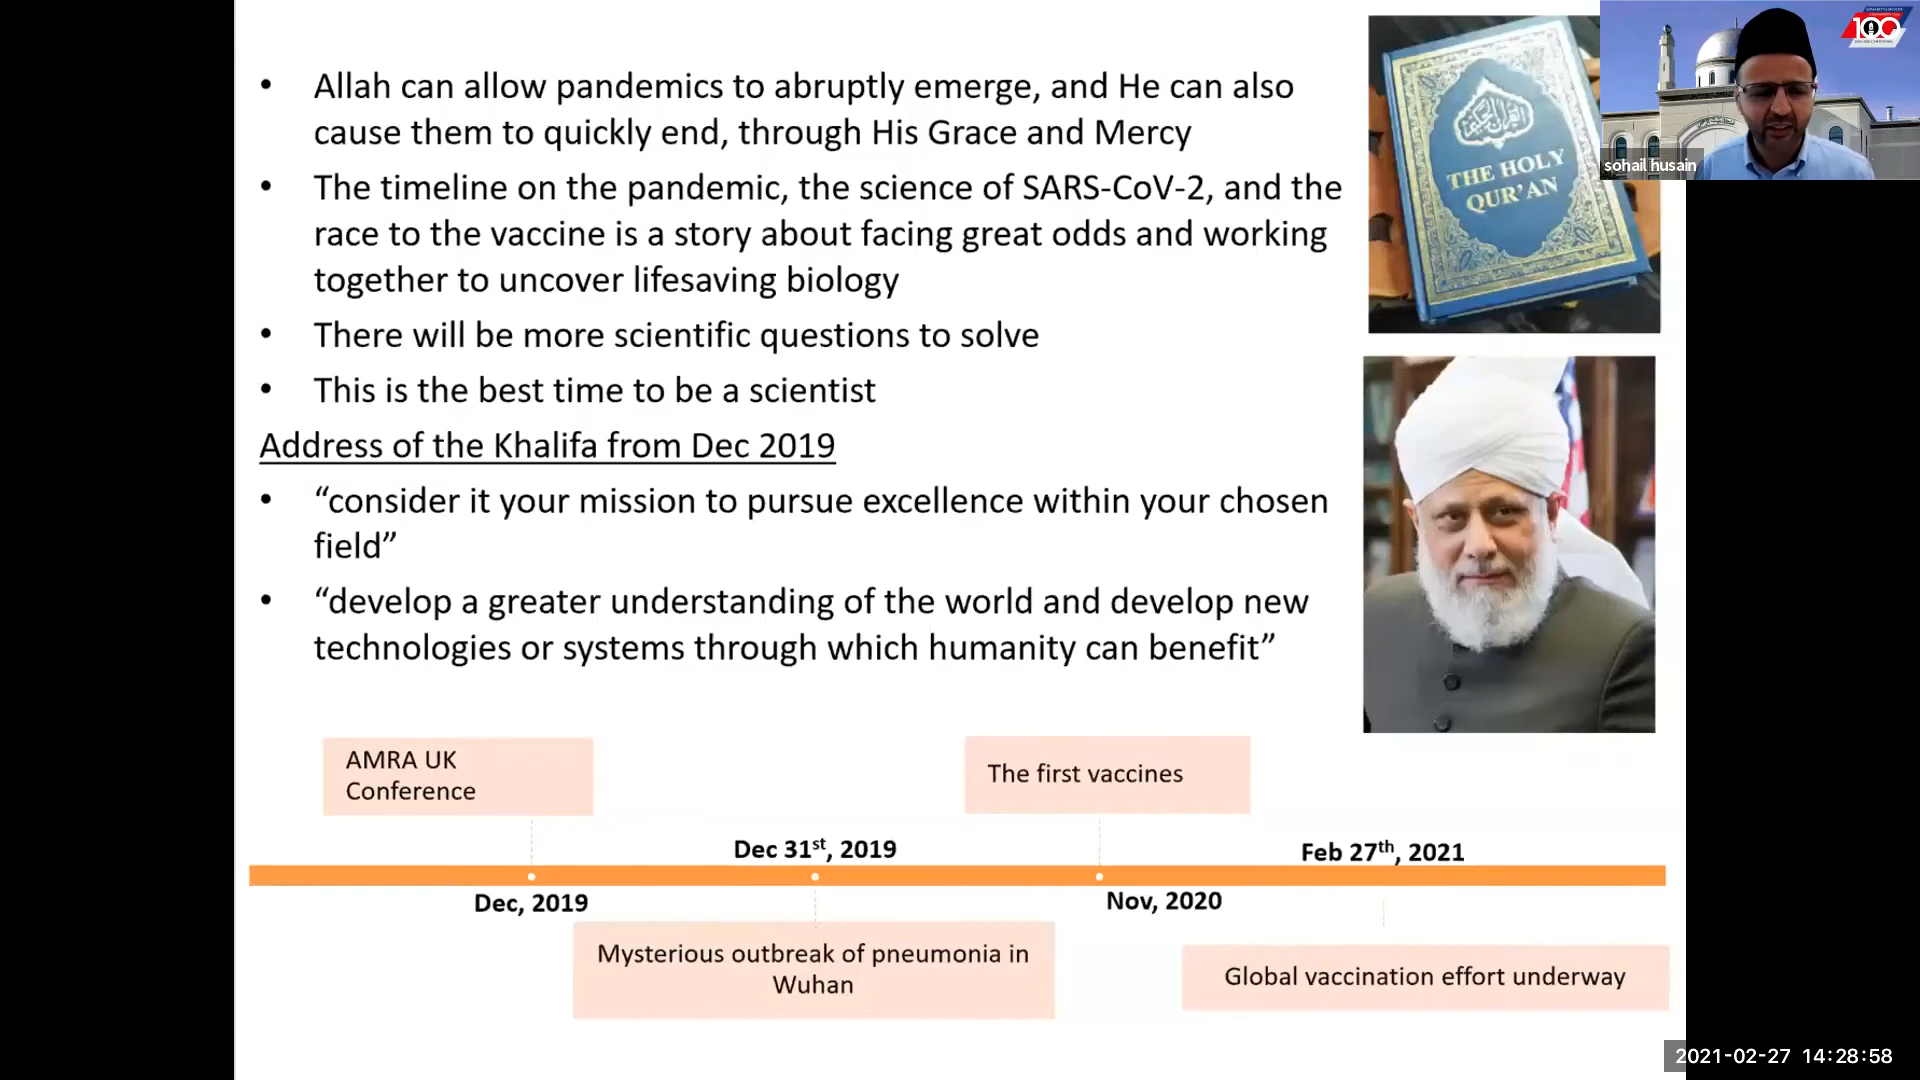 • Allah can allow pandemics to abruptly emerge, and He can also
cause them to quickly end, through His Grace and Mercy
• The timeline on the pandemic, the science of SARS-CoV-2, and the
race to the vaccine is a story about facing great odds and working
together to uncover lifesaving biology
• There will be more scientific questions to solve
• This is the best time to be a scientist
Address of the Khalifa from Dec 2019
• “consider it your mission to pursue excellence within your chosen
field”
• “develop a greater understanding of the world and develop new
technologies or systems through which humanity can benefit”
THE HOLY
QUR’AN
100
sohail husain
AMRA UK
Conference
The first vaccines
Dec 31st, 2019
Feb 27th, 2021
Dec, 2019
Nov, 2020
Mysterious outbreak of pneumonia in
Wuhan
Global vaccination effort underway
2021-02-27 14:28:58